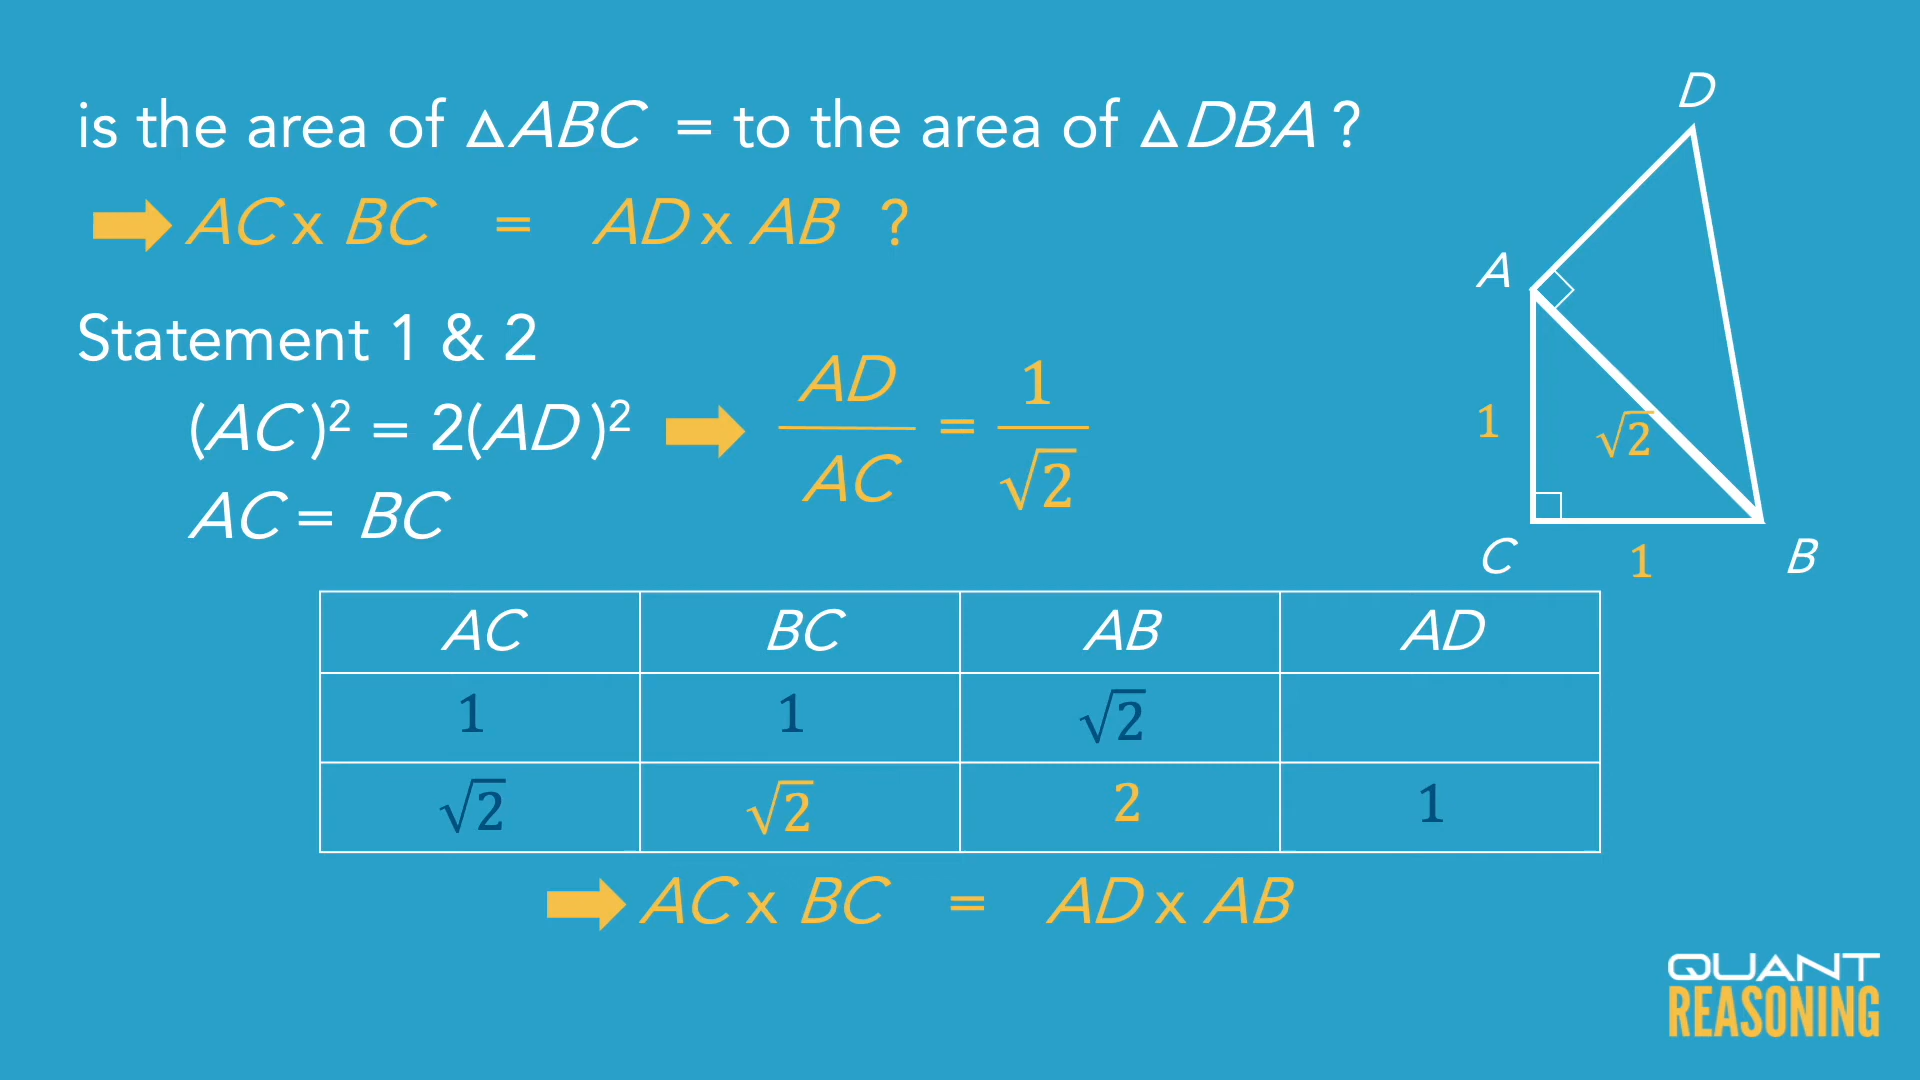 is the area of △ABC = to the area of △DBA ?
AC x BC = AD x AB ?
Statement 1 & 2
(AC)² = 2(AD)²
AD/AC = 1/√2
AC = BC
D
A
1
√2
C
1
B
AC BC AB AD
1 1 √2
√2 √2 2 1
AC x BC = AD x AB
QUANT
REASONING